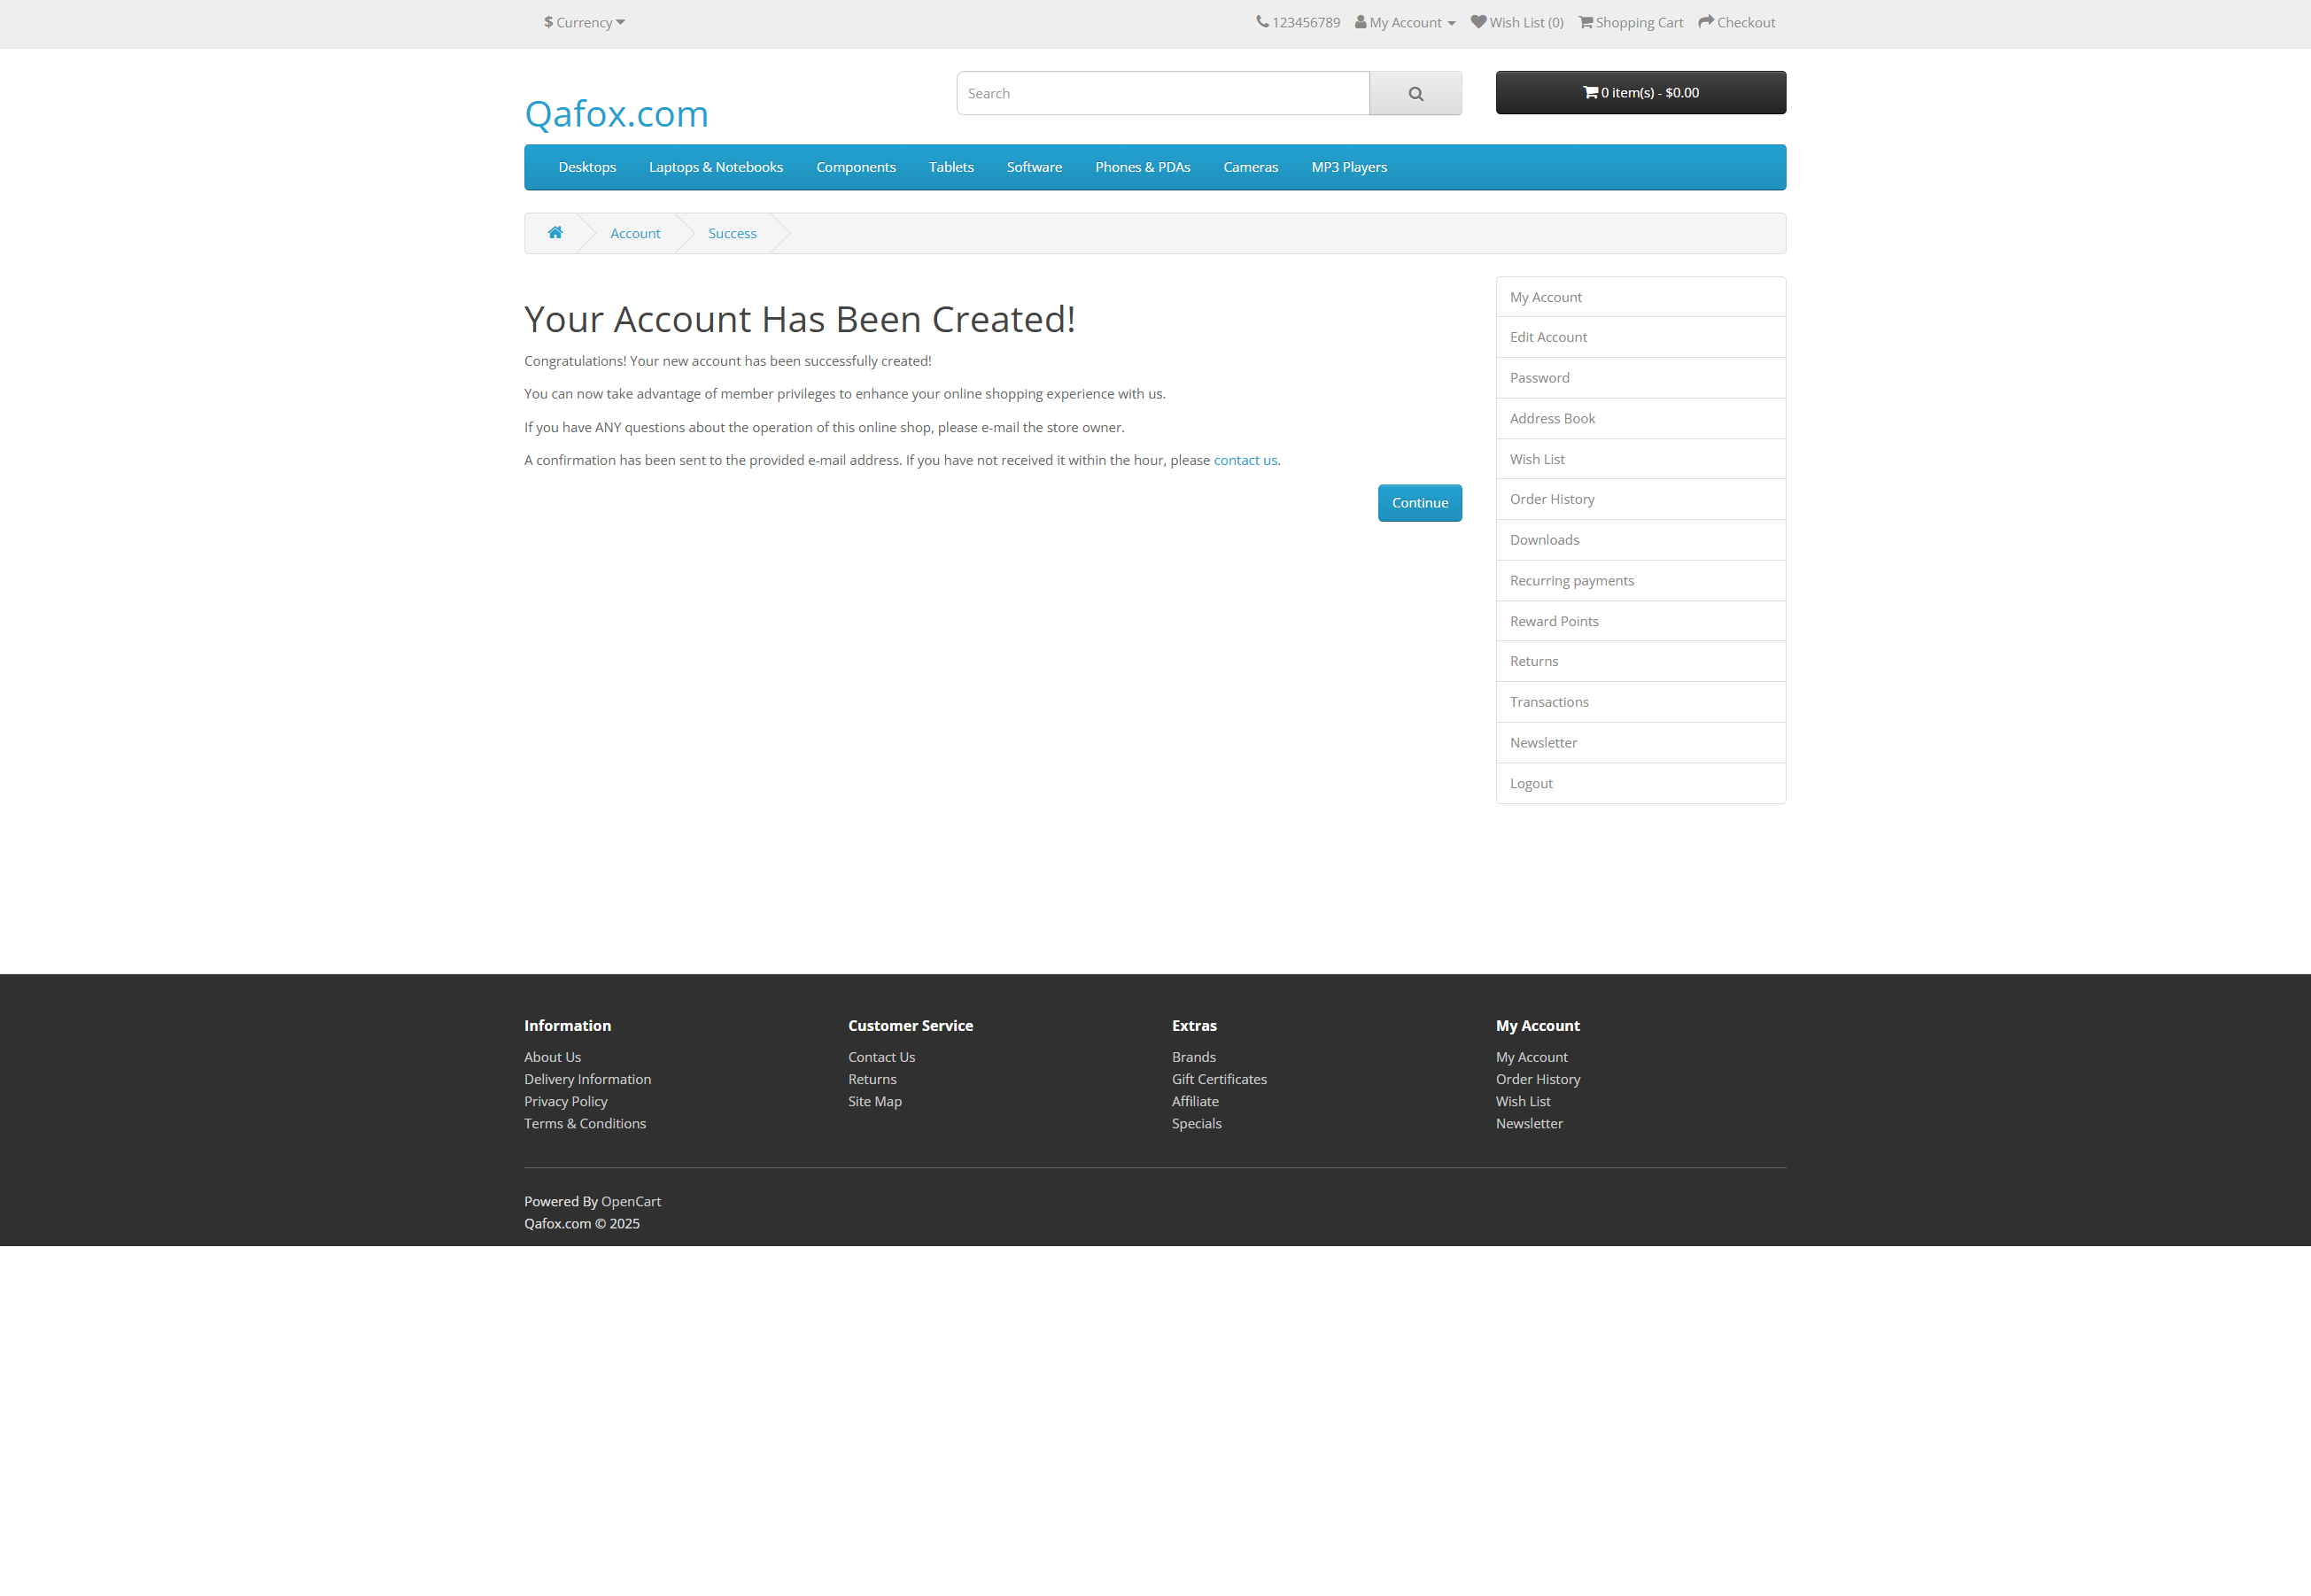 $ Currency
123456789 My Account Wish List (0) Shopping Cart Checkout
Qafox.com
Search
0 item(s) - $0.00
Desktops Laptops & Notebooks Components Tablets Software Phones & PDAs Cameras MP3 Players
Account Success
Your Account Has Been Created!
Congratulations! Your new account has been successfully created!
You can now take advantage of member privileges to enhance your online shopping experience with us.
If you have ANY questions about the operation of this online shop, please e-mail the store owner.
A confirmation has been sent to the provided e-mail address. If you have not received it within the hour, please contact us.
Continue
My Account
Edit Account
Password
Address Book
Wish List
Order History
Downloads
Recurring payments
Reward Points
Returns
Transactions
Newsletter
Logout
Information
About Us
Delivery Information
Privacy Policy
Terms & Conditions
Customer Service
Contact Us
Returns
Site Map
Extras
Brands
Gift Certificates
Affiliate
Specials
My Account
My Account
Order History
Wish List
Newsletter
Powered By OpenCart
Qafox.com © 2025